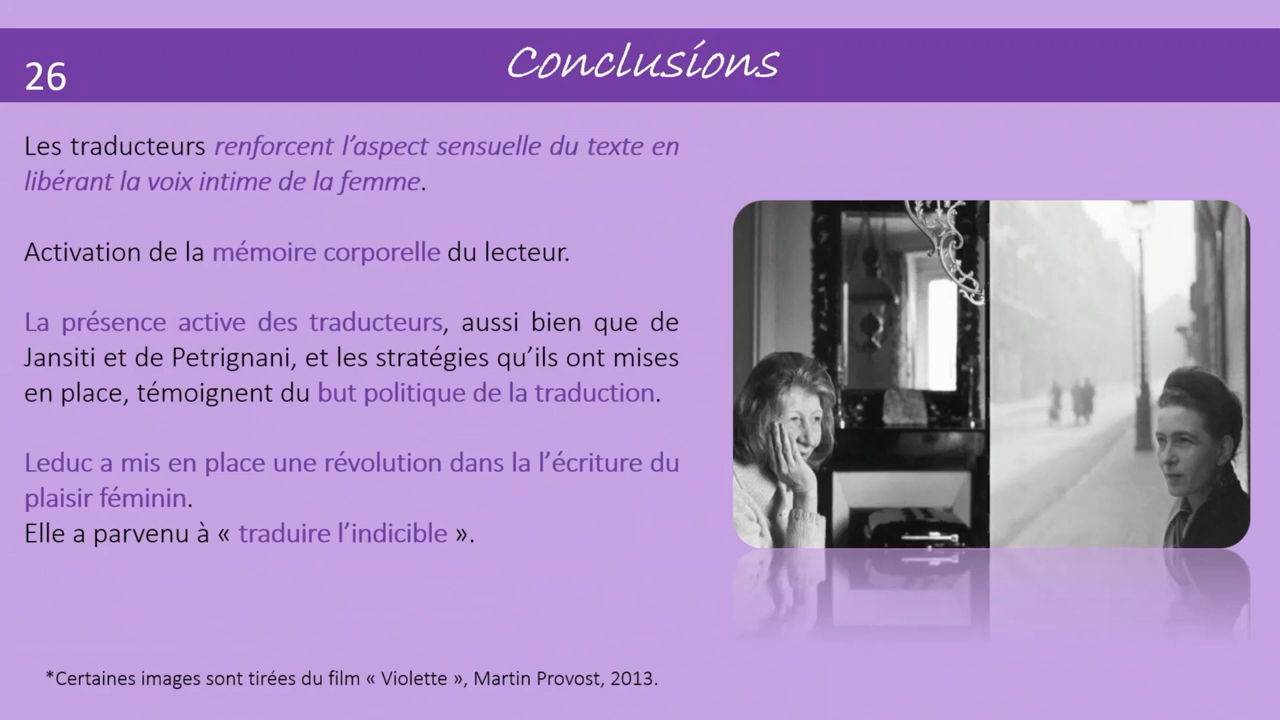 26
Conclusions
Les traducteurs renforcent l'aspect sensuelle du texte en
libérant la voix intime de la femme.
Activation de la mémoire corporelle du lecteur.
La présence active des traducteurs, aussi bien que de
Jansiti et de Petrignani, et les stratégies qu'ils ont mises
en place, témoignent du but politique de la traduction.
Leduc a mis en place une révolution dans la l'écriture du
plaisir féminin.
Elle a parvenu à « traduire l'indicible ».
*Certaines images sont tirées du film « Violette », Martin Provost, 2013.